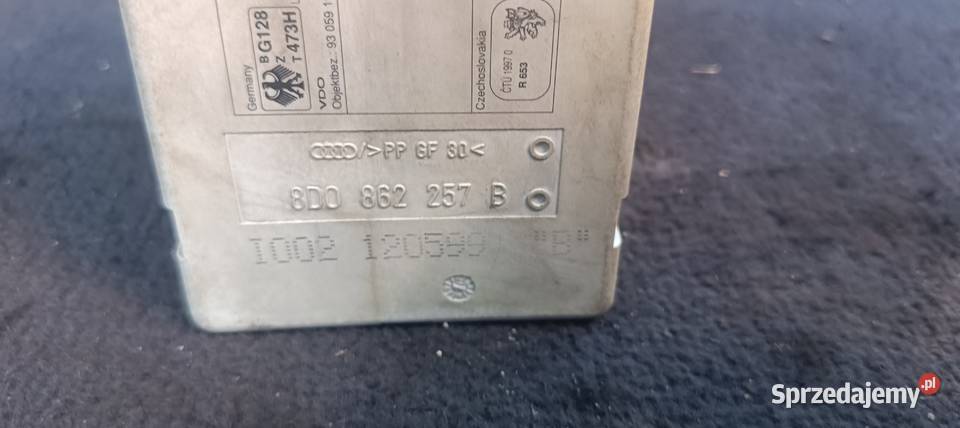 Germany
B G128
Z
T 473H
VDO
Objektbez.: 93 059 1
Czechoslovakia
ČTÚ 1997 0
R 653
/>PP GF 30<
8D0 862 257 B
I002 120599 "B"
Sprzedajemy.pl